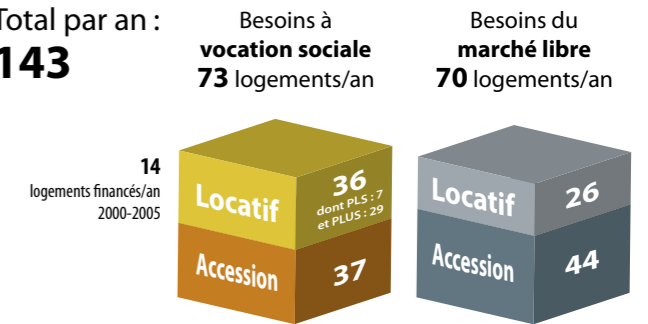 Total par an :
143
Besoins à
vocation sociale
73 logements/an
Besoins du
marché libre
70 logements/an
14
logements financés/an
2000-2005
Locatif
36
dont PLS : 7
et PLUS : 29
Accession
37
Locatif
26
Accession
44